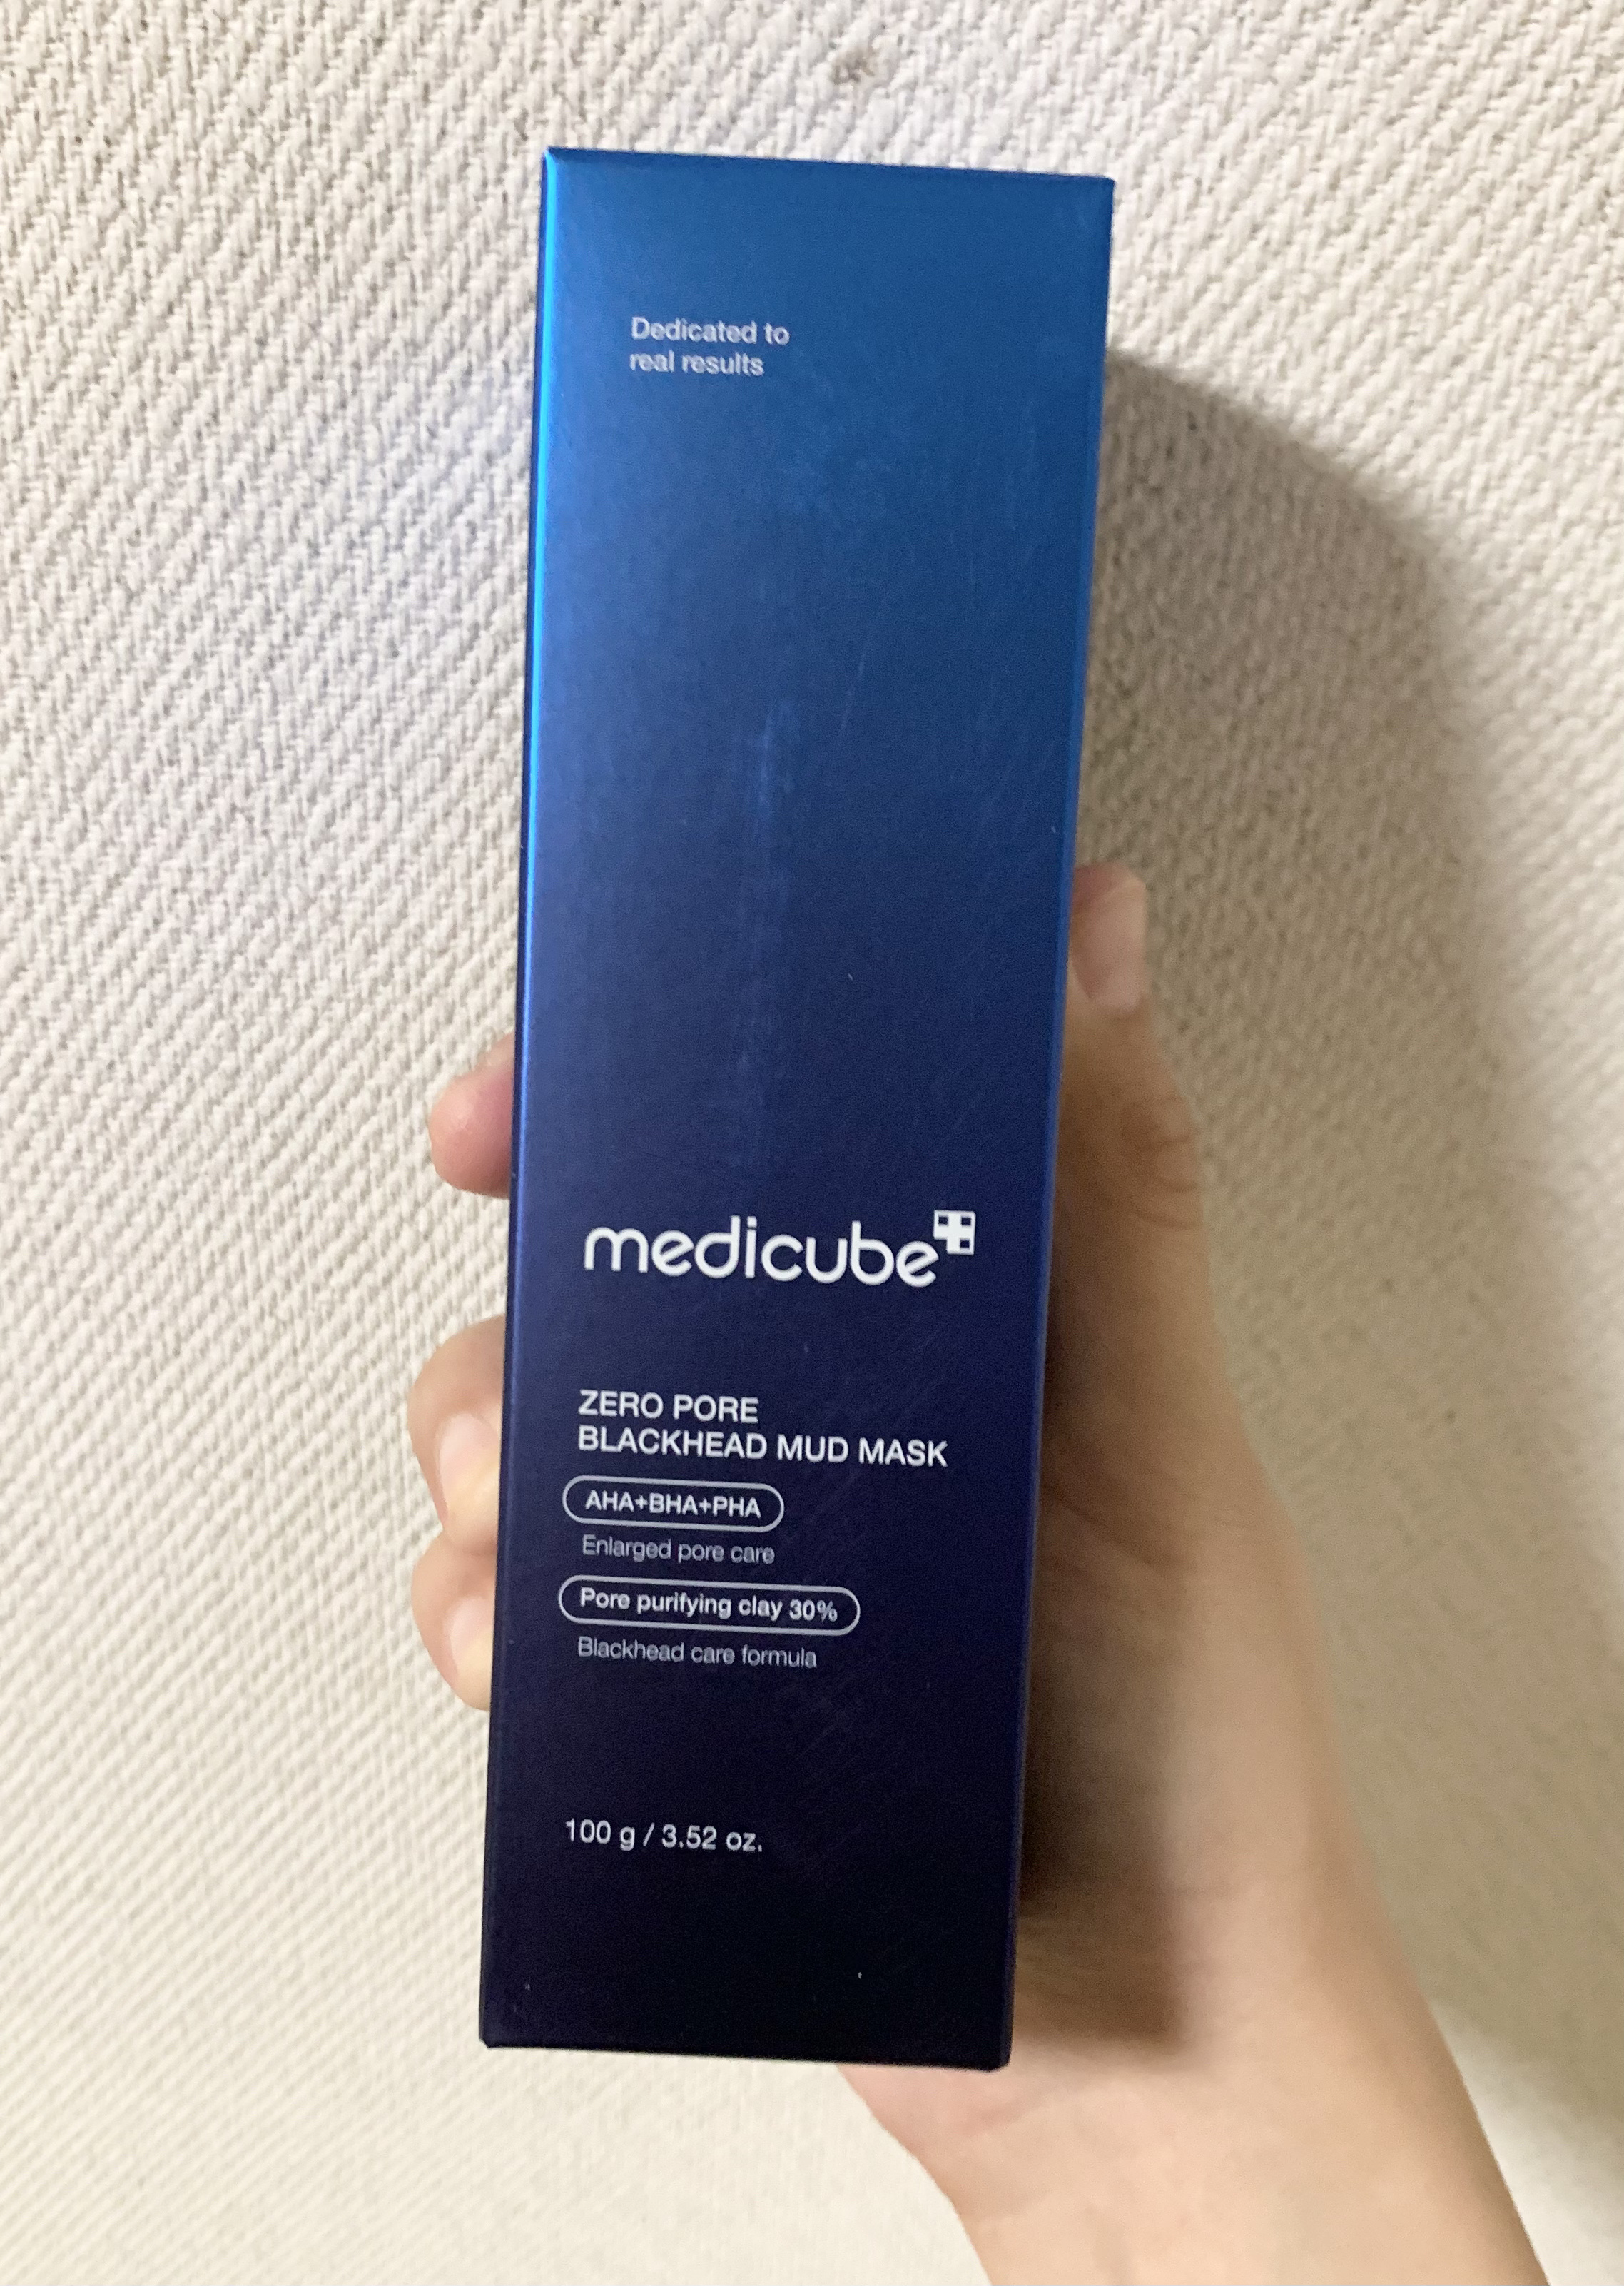 Dedicated to
real results
medicube
ZERO PORE
BLACKHEAD MUD MASK
AHA+BHA+PHA
Enlarged pore care
Pore purifying clay 30%
Blackhead care formula
100 g / 3.52 oz.